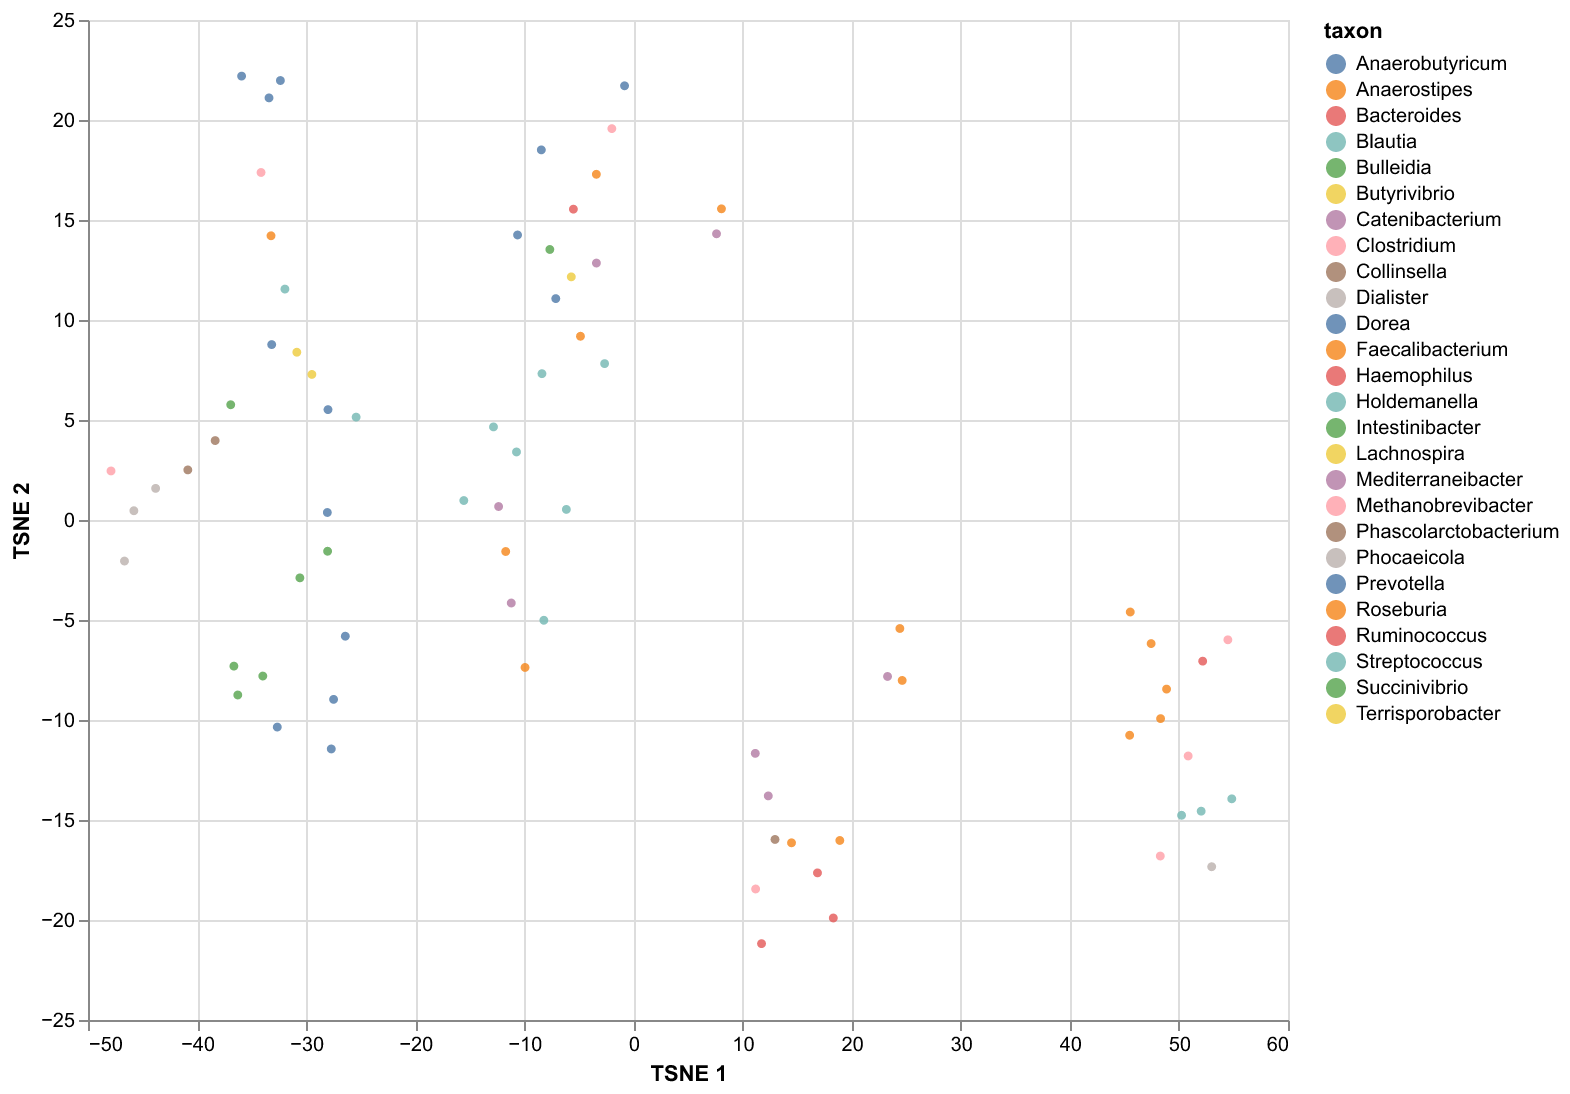 25
20
15
10
5
0
−5
−10
−15
−20
−25
TSNE 2
−50 −40 −30 −20 −10 0 10 20 30 40 50 60
TSNE 1
taxon
Anaerobutyricum
Anaerostipes
Bacteroides
Blautia
Bulleidia
Butyrivibrio
Catenibacterium
Clostridium
Collinsella
Dialister
Dorea
Faecalibacterium
Haemophilus
Holdemanella
Intestinibacter
Lachnospira
Mediterraneibacter
Methanobrevibacter
Phascolarctobacterium
Phocaeicola
Prevotella
Roseburia
Ruminococcus
Streptococcus
Succinivibrio
Terrisporobacter